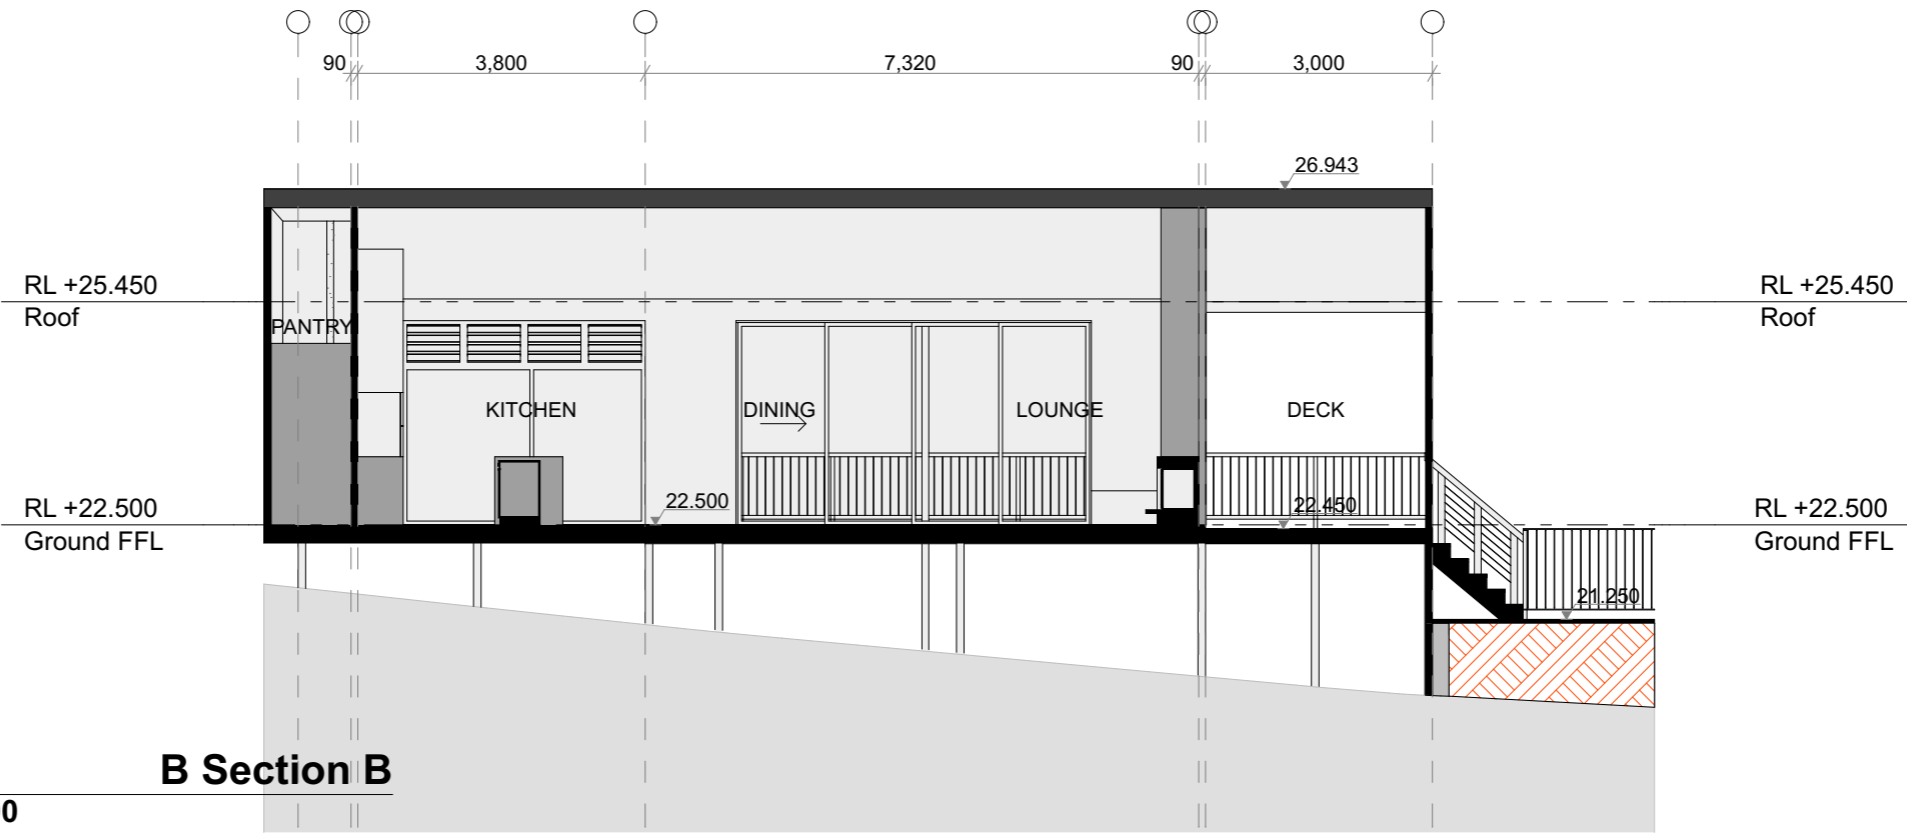 90
3,800
7,320
90
3,000
26.943
RL +25.450
Roof
RL +25.450
Roof
PANTRY
KITCHEN
DINING
LOUNGE
DECK
22.500
22.450
RL +22.500
Ground FFL
RL +22.500
Ground FFL
21.250
B Section B
0